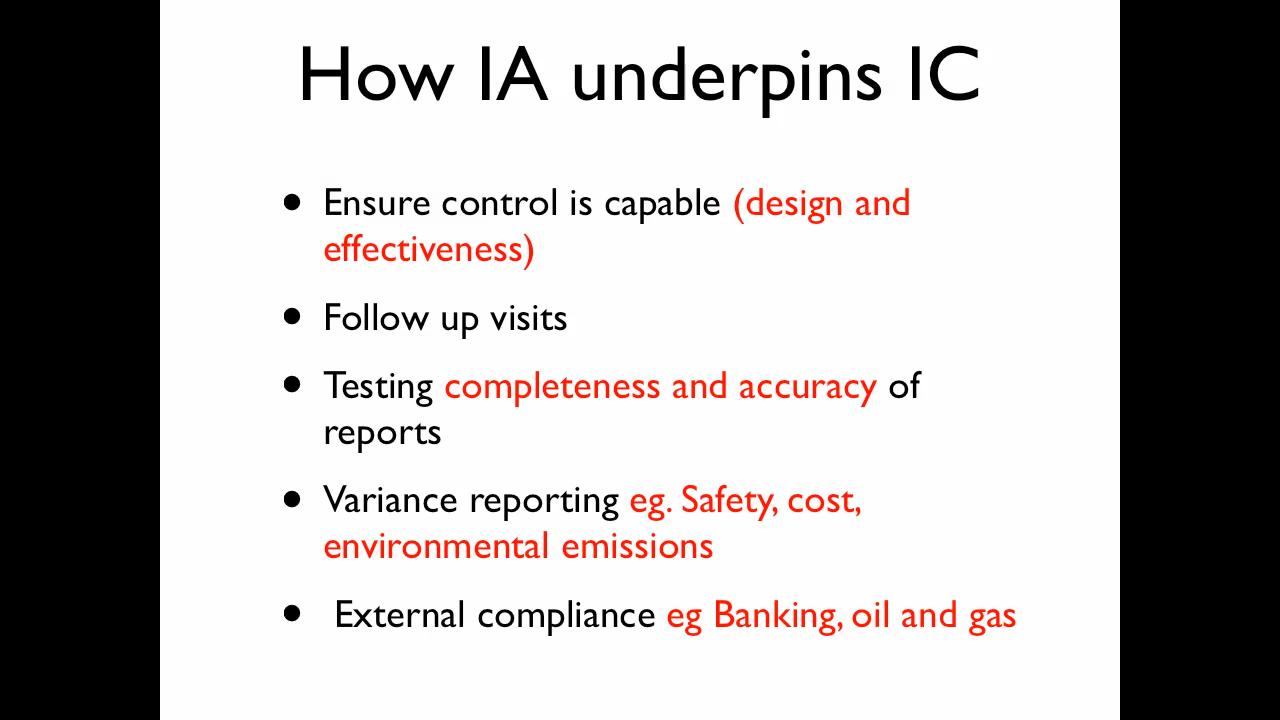 How IA underpins IC
• Ensure control is capable (design and
effectiveness)
• Follow up visits
• Testing completeness and accuracy of
reports
• Variance reporting eg. Safety, cost,
environmental emissions
• External compliance eg Banking, oil and gas